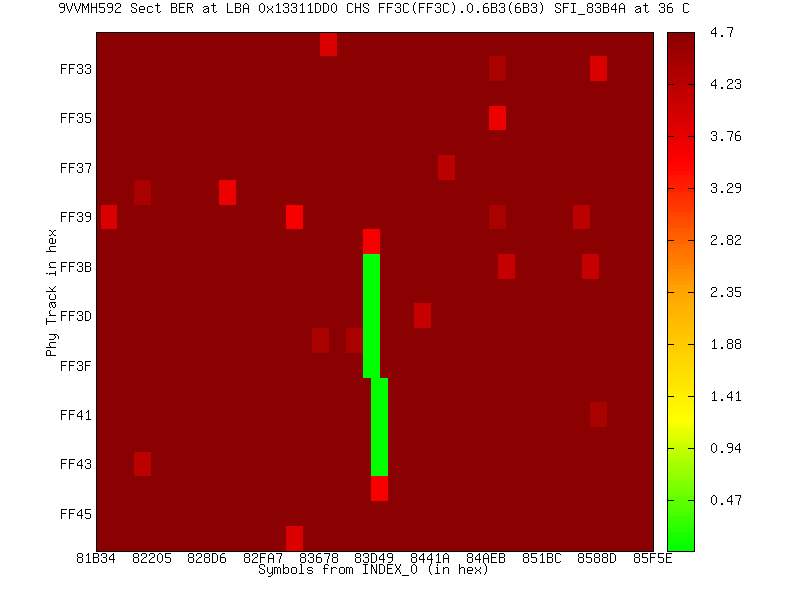 9VVMH592 Sect BER at LBA 0x13311DD0 CHS FF3C(FF3C).0.6B3(6B3) SFI_83B4A at 36 C
4.7
FF33
4.23
FF35
3.76
FF37
3.29
FF39
2.82
FF3B
2.35
FF3D
1.88
FF3F
1.41
FF41
0.94
FF43
0.47
FF45
Phy Track in hex
81B34 82205 828D6 82FA7 83678 83D49 8441A 84AEB 851BC 8588D 85F5E
Symbols from INDEX_0 (in hex)